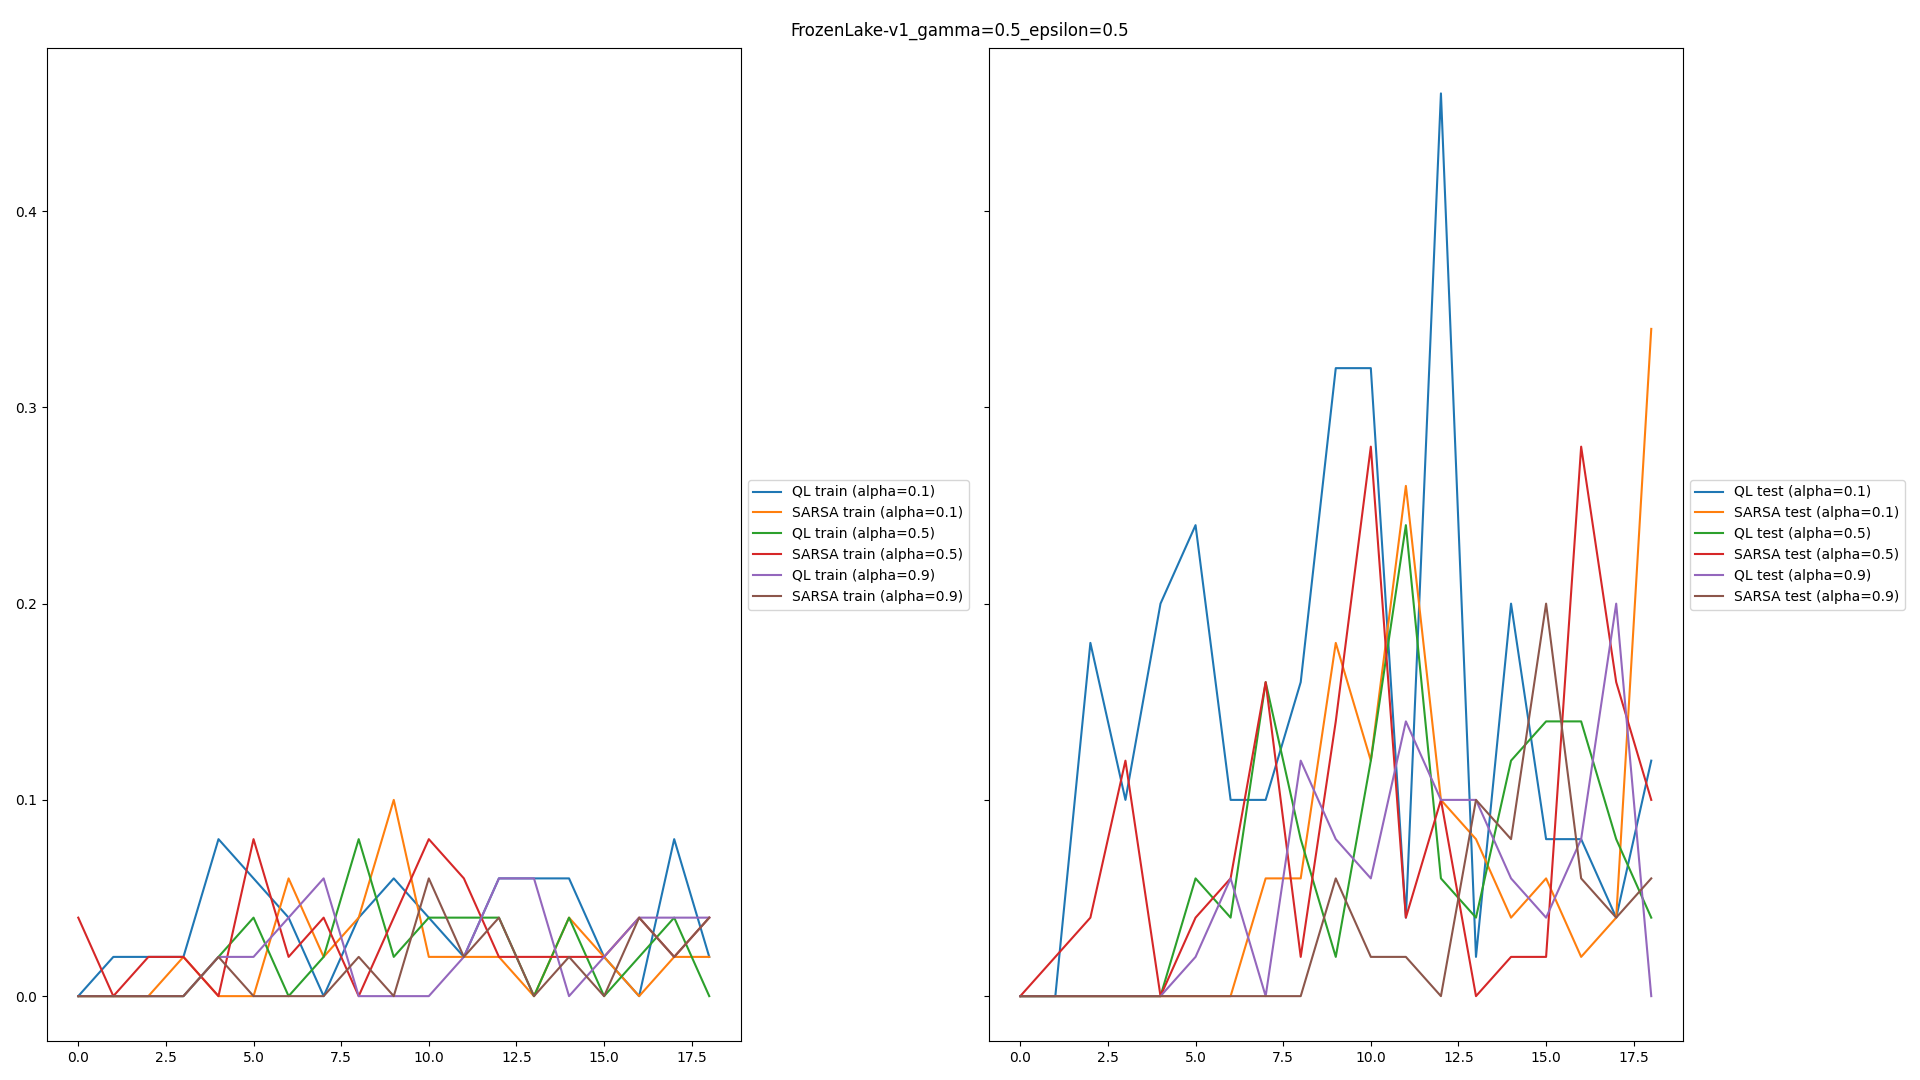 FrozenLake-v1_gamma=0.5_epsilon=0.5
0.4
0.3
0.2
0.1
0.0
0.0 2.5 5.0 7.5 10.0 12.5 15.0 17.5
QL train (alpha=0.1)
SARSA train (alpha=0.1)
QL train (alpha=0.5)
SARSA train (alpha=0.5)
QL train (alpha=0.9)
SARSA train (alpha=0.9)
0.0 2.5 5.0 7.5 10.0 12.5 15.0 17.5
QL test (alpha=0.1)
SARSA test (alpha=0.1)
QL test (alpha=0.5)
SARSA test (alpha=0.5)
QL test (alpha=0.9)
SARSA test (alpha=0.9)